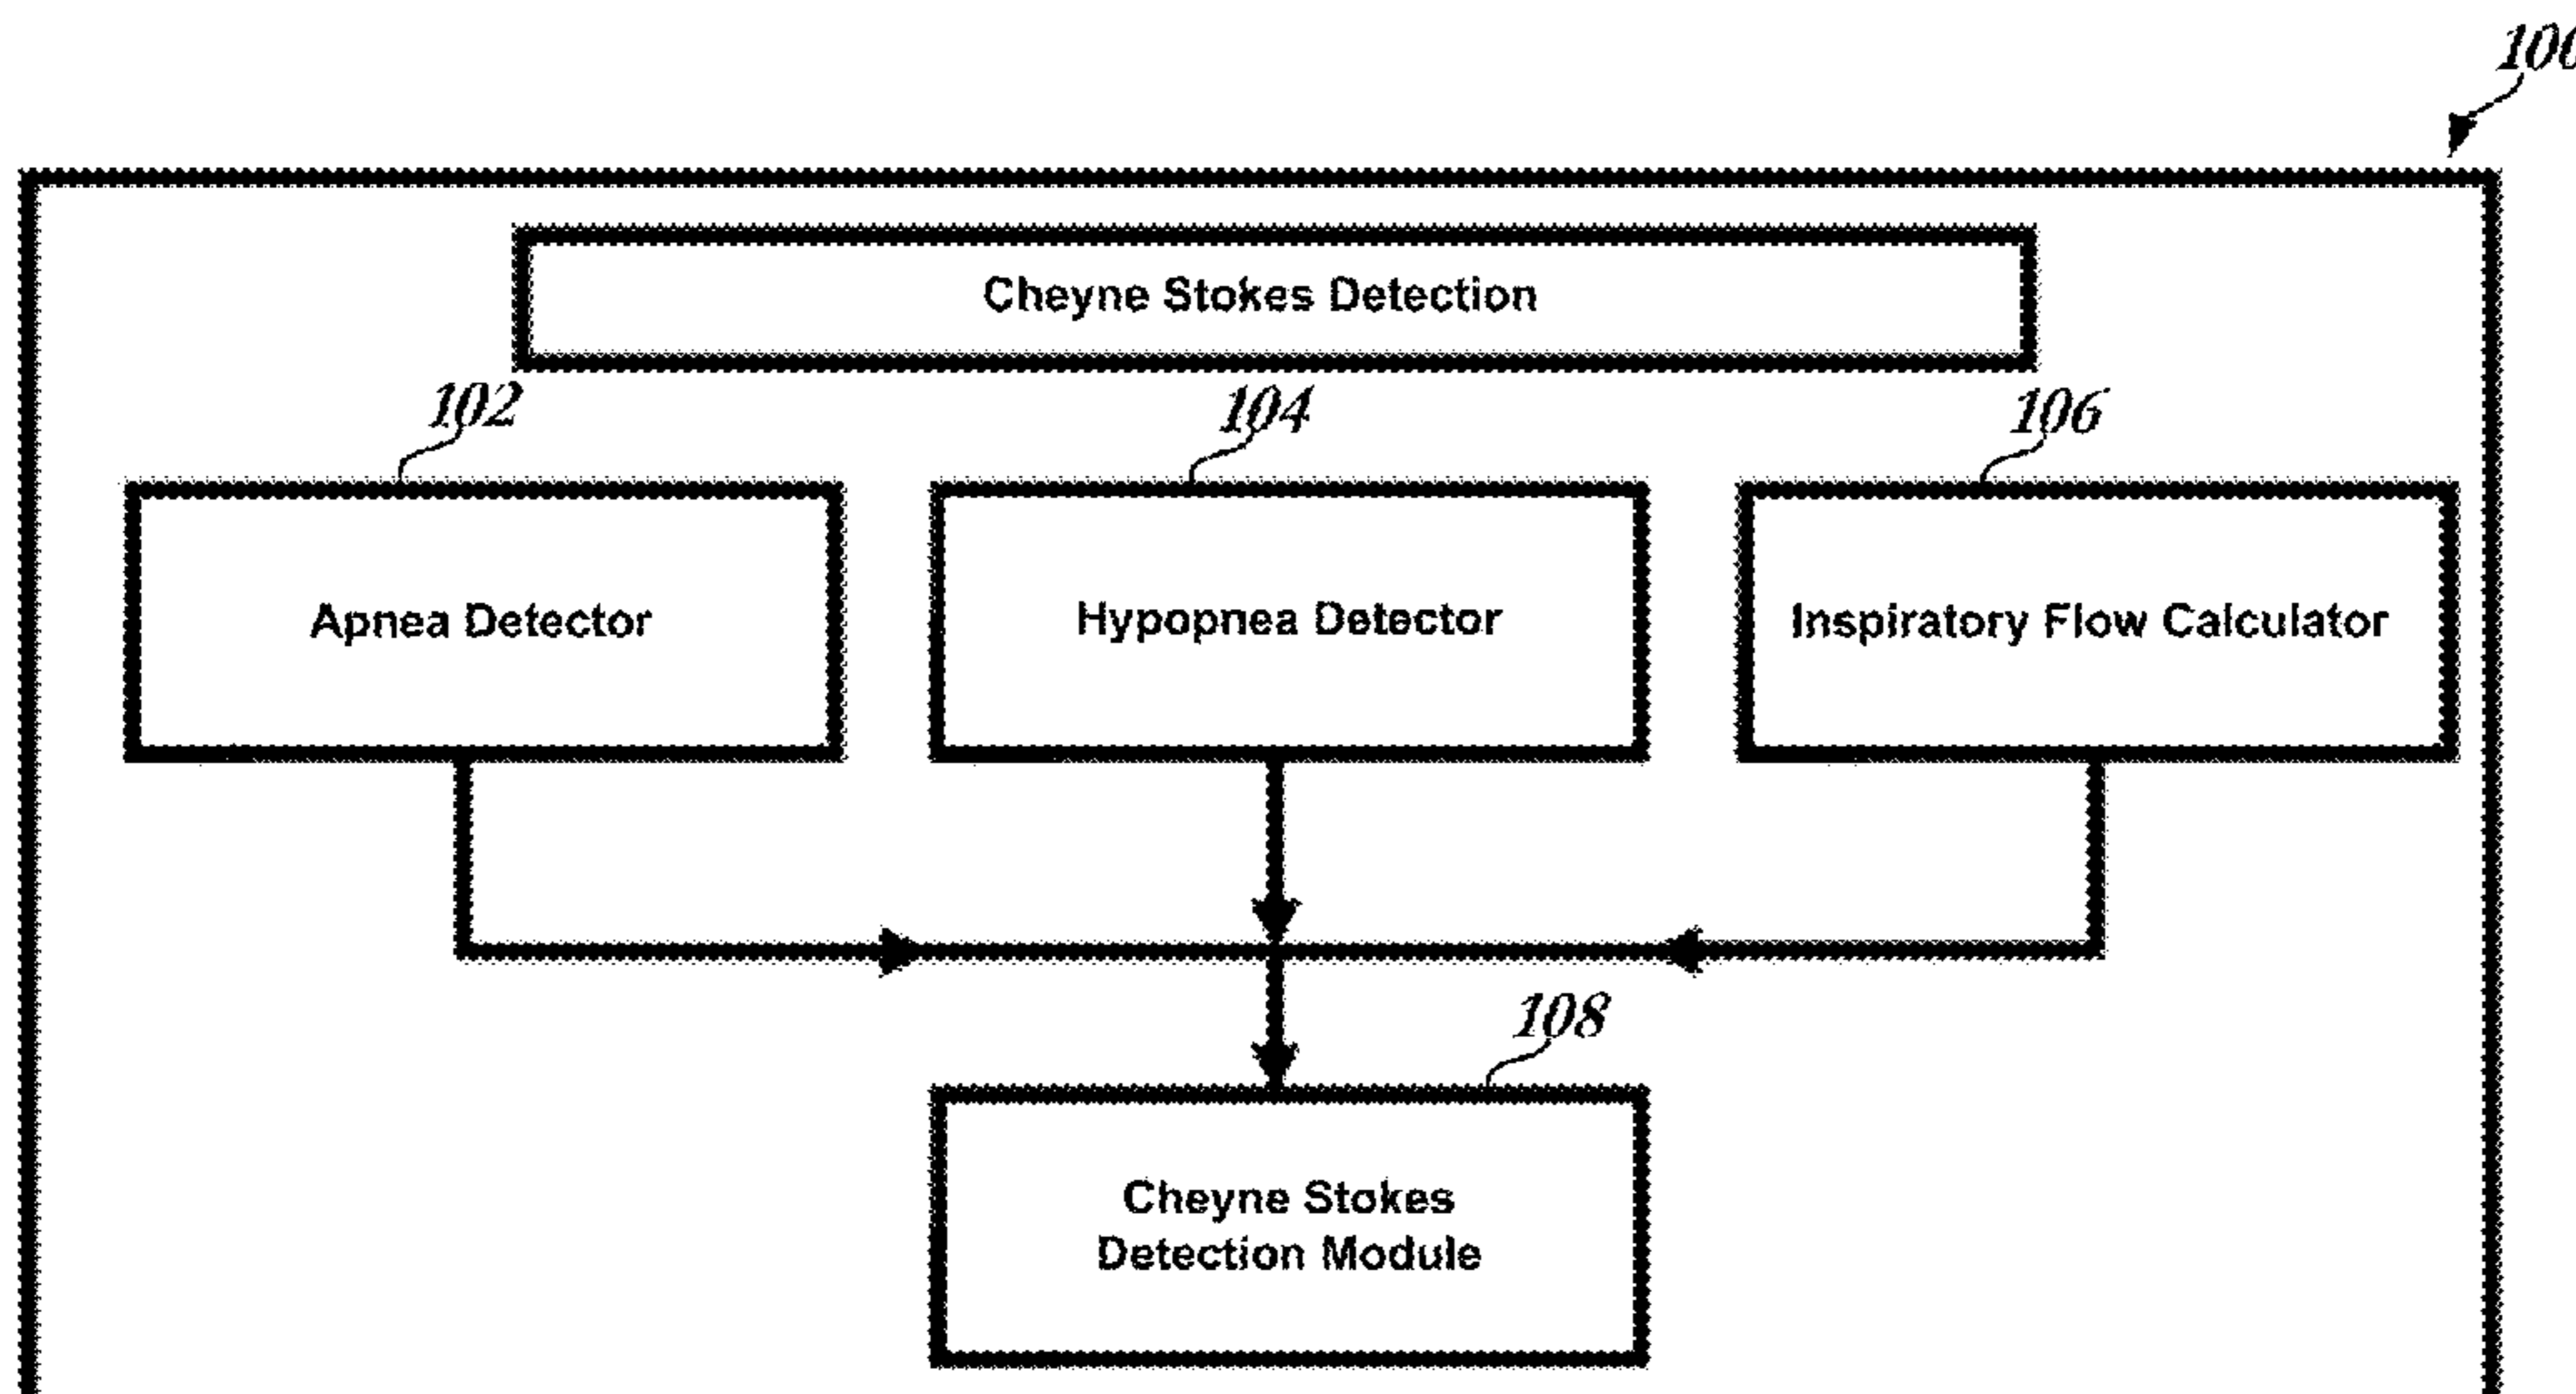 100
Cheyne Stokes Detection
102
104
106
Apnea Detector
Hypopnea Detector
Inspiratory Flow Calculator
108
Cheyne Stokes
Detection Module